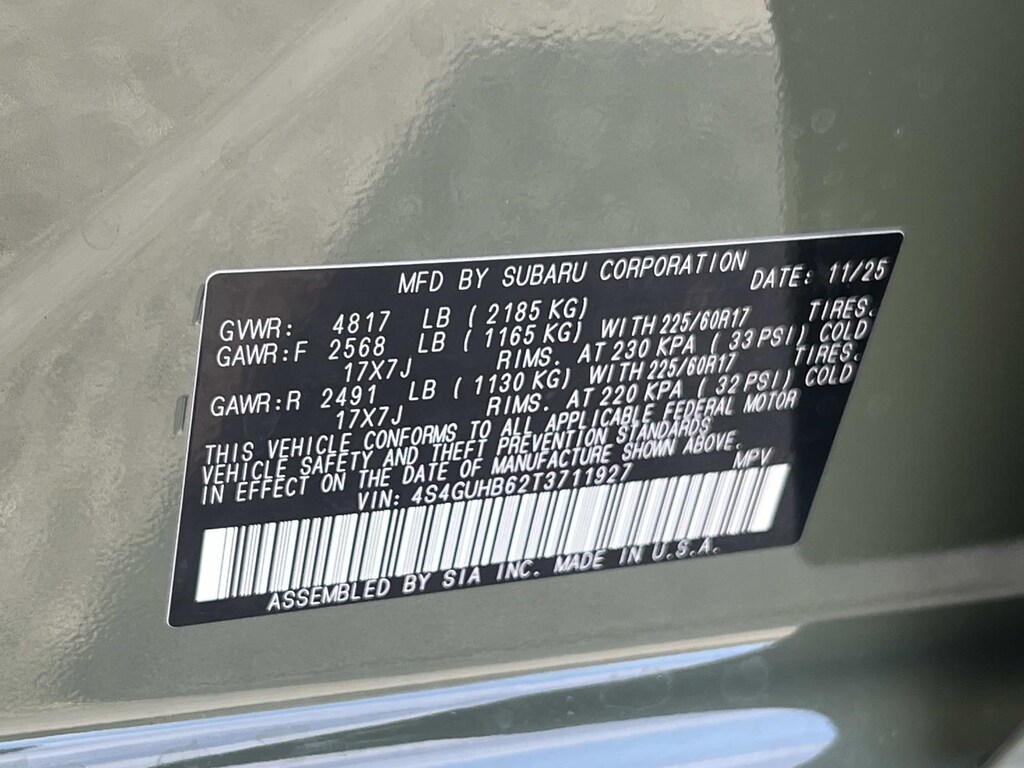 MFD BY SUBARU CORPORATION DATE: 11/25
GVWR: 4817 LB ( 2185 KG)
GAWR:F 2568 LB ( 1165 KG) WITH 225/60R17 TIRES,
17X7J RIMS. AT 230 KPA ( 33 PSI) COLD
GAWR:R 2491 LB ( 1130 KG) WITH 225/60R17 TIRES,
17X7J RIMS. AT 220 KPA ( 32 PSI) COLD
THIS VEHICLE CONFORMS TO ALL APPLICABLE FEDERAL MOTOR
VEHICLE SAFETY AND THEFT PREVENTION STANDARDS
IN EFFECT ON THE DATE OF MANUFACTURE SHOWN ABOVE.
VIN: 4S4GUHB62T3711927 MPV
ASSEMBLED BY SIA INC. MADE IN U.S.A.